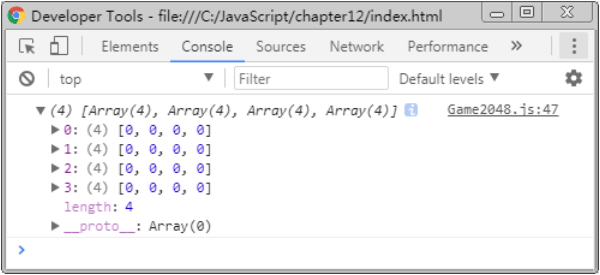 Developer Tools - file:///C:/JavaScript/chapter12/index.html
Elements Console Sources Network Performance »
top Filter Default levels
(4) [Array(4), Array(4), Array(4), Array(4)] Game2048.js:47
0: (4) [0, 0, 0, 0]
1: (4) [0, 0, 0, 0]
2: (4) [0, 0, 0, 0]
3: (4) [0, 0, 0, 0]
length: 4
__proto__: Array(0)